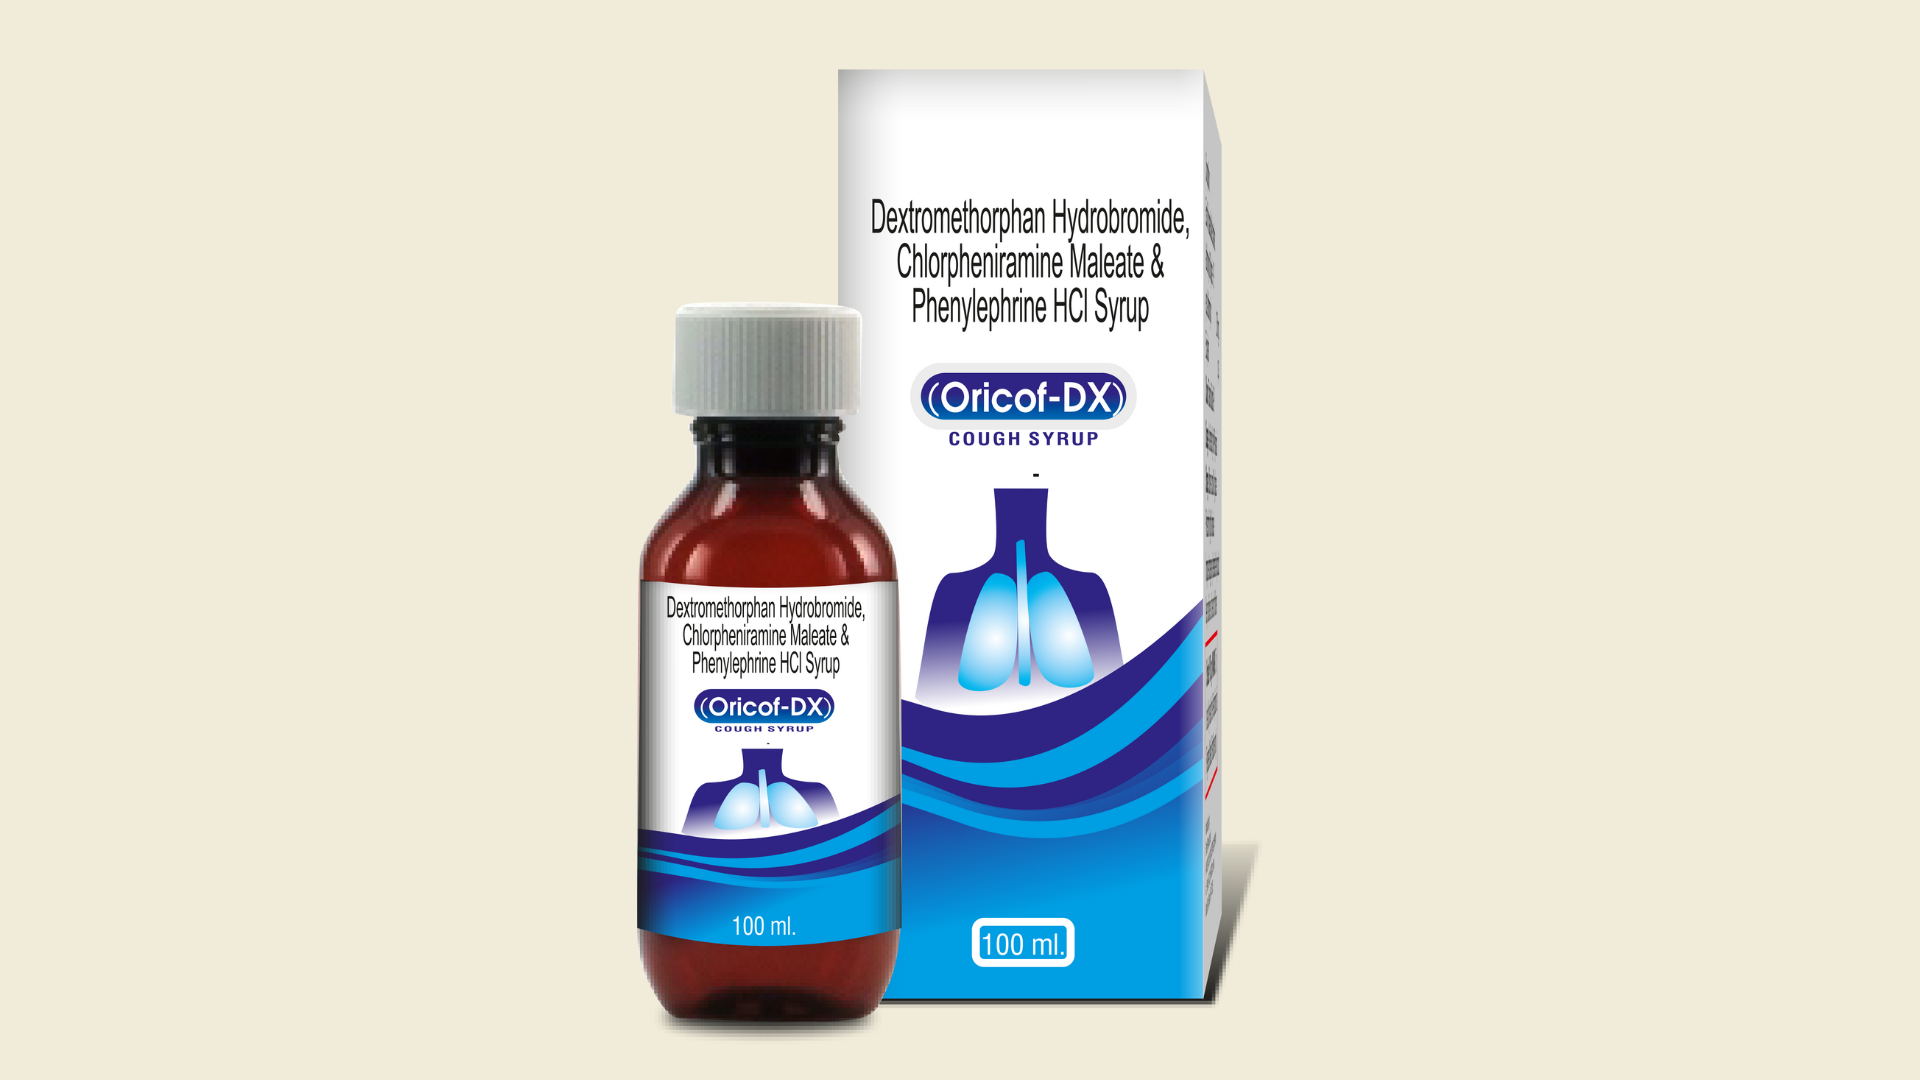 Dextromethorphan Hydrobromide,
Chlorpheniramine Maleate &
Phenylephrine HCl Syrup
(Oricof-DX)
COUGH SYRUP
-
100 ml.
Dextromethorphan Hydrobromide,
Chlorpheniramine Maleate &
Phenylephrine HCl Syrup
(Oricof-DX)
COUGH SYRUP
-
100 ml.